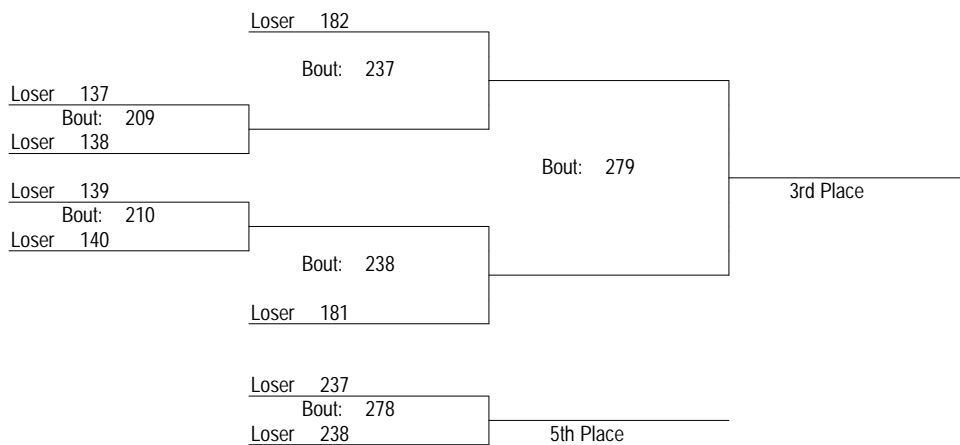 Loser 182
Bout: 237
Loser 137
Bout: 209
Loser 138
Bout: 279
Loser 139
3rd Place
Bout: 210
Loser 140
Bout: 238
Loser 181
Loser 237
Bout: 278
Loser 238
5th Place